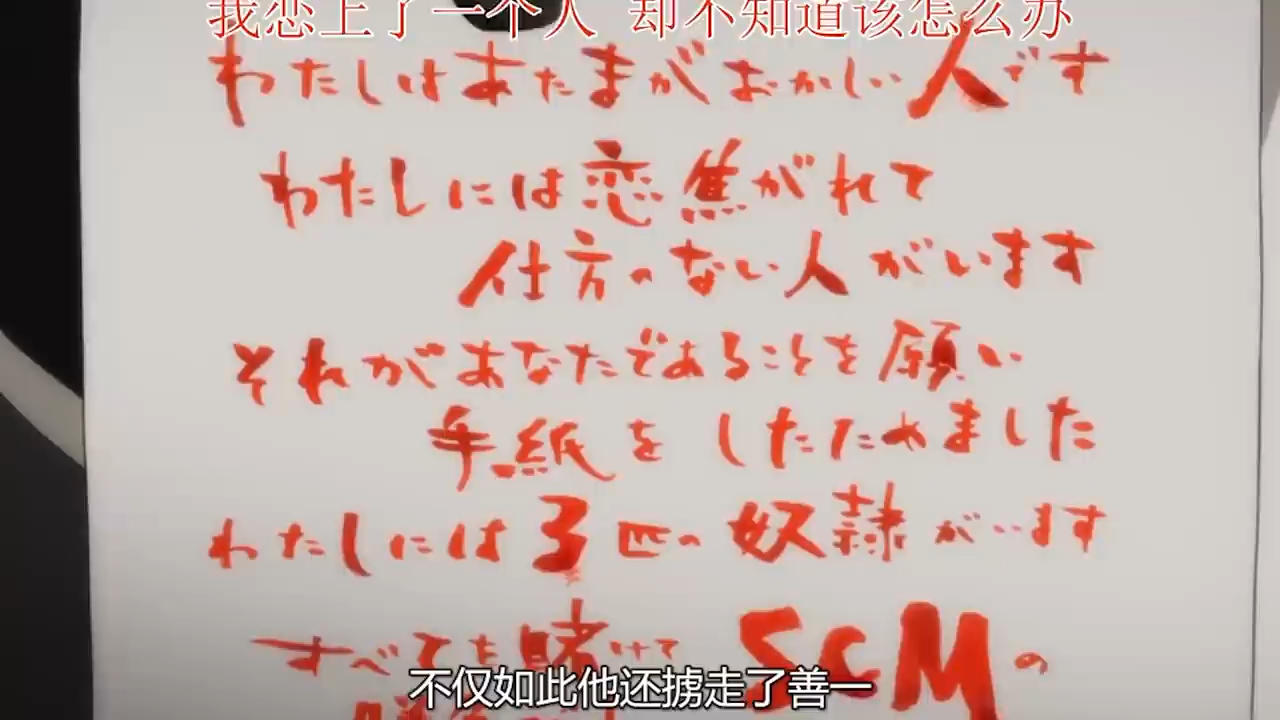 我恋上了一个人 却不知道该怎么办
わたしはあたまがおかしい人です
わたしには恋焦がれて
仕方のない人がいます
それがあなたであることを願い
手紙をしたためました
わたしには3匹の奴隷がいます
すべてを賭けてSCMの
不仅如此他还掳走了善一